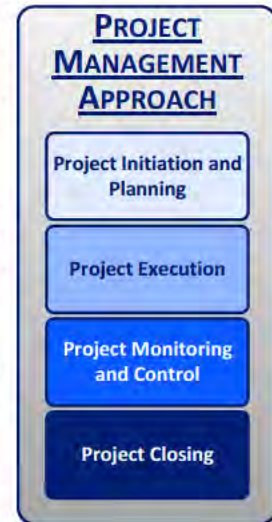 PROJECT
MANAGEMENT
APPROACH
Project Initiation and
Planning
Project Execution
Project Monitoring
and Control
Project Closing